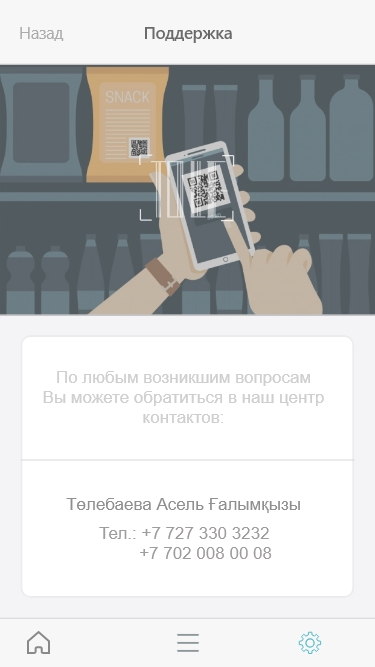 Назад
Поддержка
SNACK
По любым возникшим вопросам
Вы можете обратиться в наш центр
контактов:
Төлебаева Асель Ғалымқызы
Тел.: +7 727 330 3232
+7 702 008 00 08